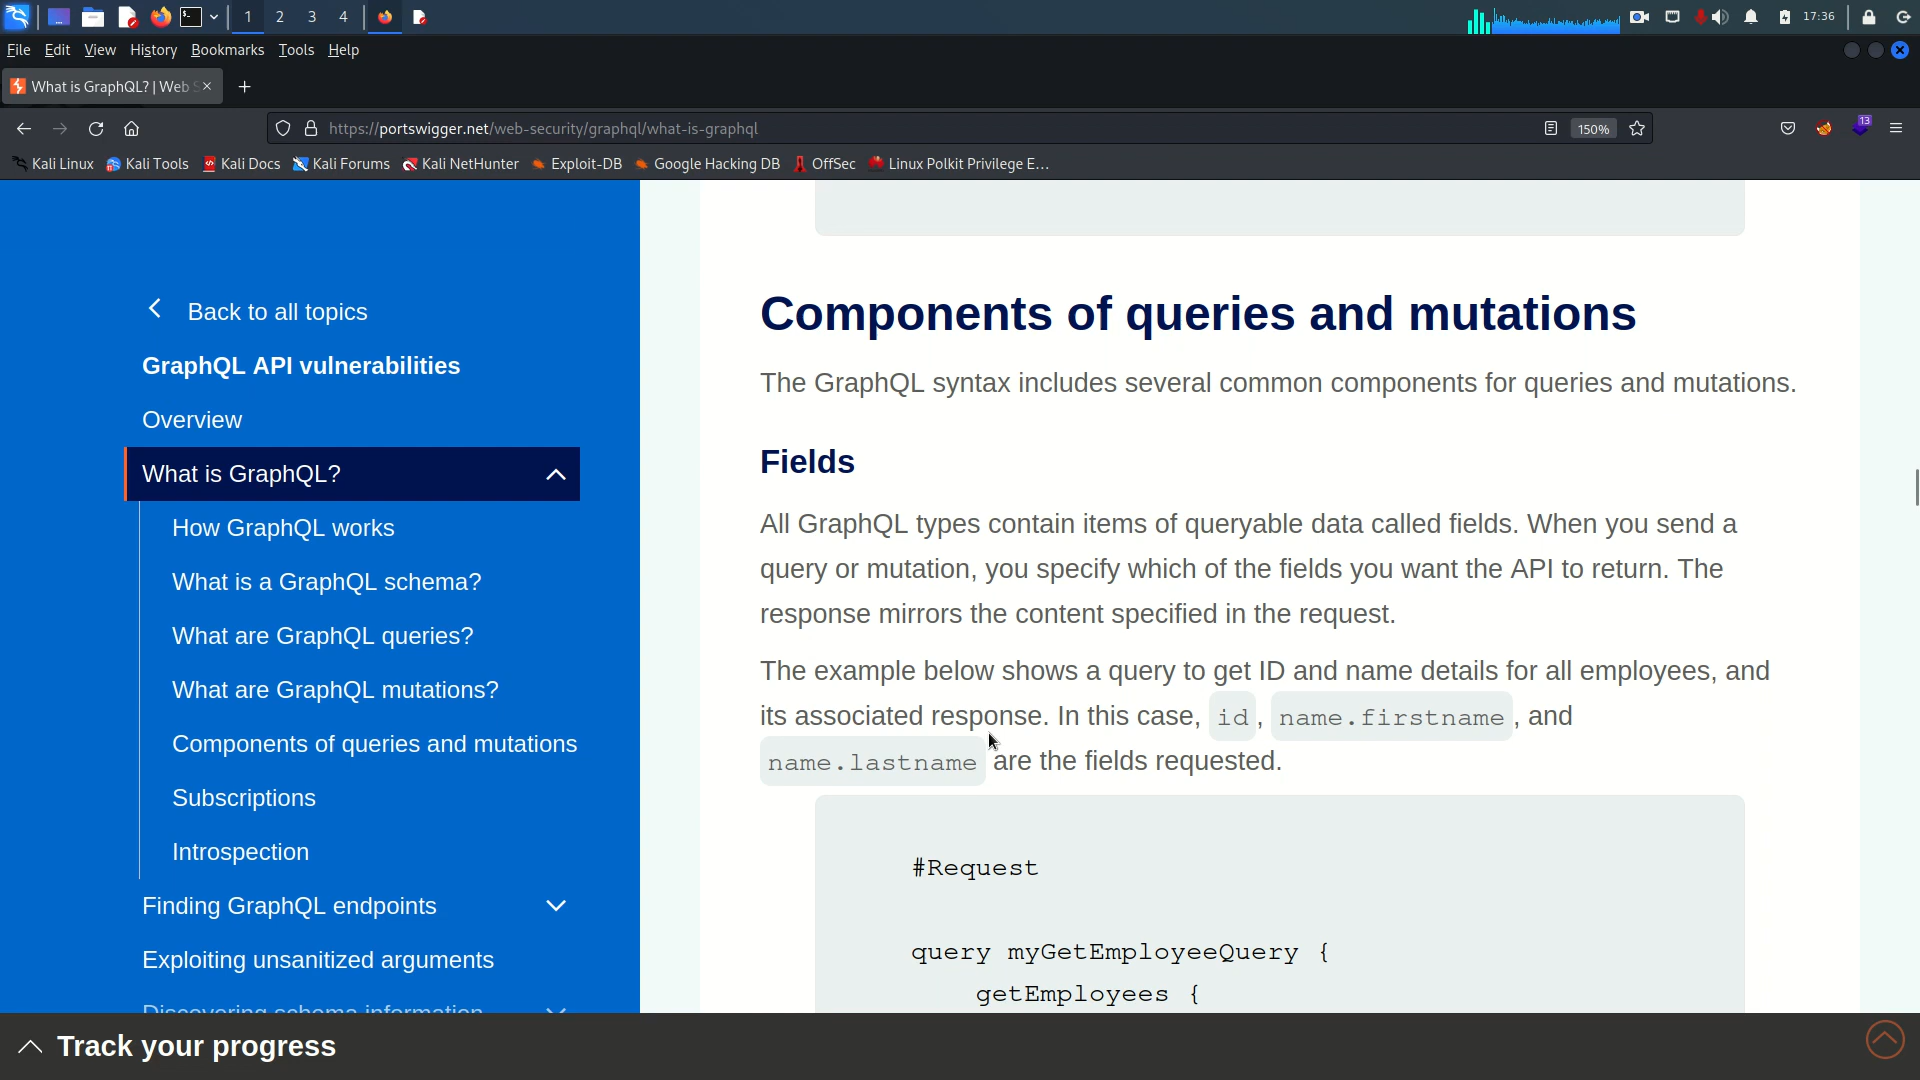 1 2 3 4 17:36
File Edit View History Bookmarks Tools Help
What is GraphQL? | Web S
https://portswigger.net/web-security/graphql/what-is-graphql 150% 13
Kali Linux Kali Tools Kali Docs Kali Forums Kali NetHunter Exploit-DB Google Hacking DB OffSec Linux Polkit Privilege E...
Back to all topics
GraphQL API vulnerabilities
Overview
What is GraphQL?
How GraphQL works
What is a GraphQL schema?
What are GraphQL queries?
What are GraphQL mutations?
Components of queries and mutations
Subscriptions
Introspection
Finding GraphQL endpoints
Exploiting unsanitized arguments
Discovering schema information
Components of queries and mutations
The GraphQL syntax includes several common components for queries and mutations.
Fields
All GraphQL types contain items of queryable data called fields. When you send a
query or mutation, you specify which of the fields you want the API to return. The
response mirrors the content specified in the request.
The example below shows a query to get ID and name details for all employees, and
its associated response. In this case, id, name.firstname, and
name.lastname are the fields requested.
#Request
query myGetEmployeeQuery {
getEmployees {
Track your progress